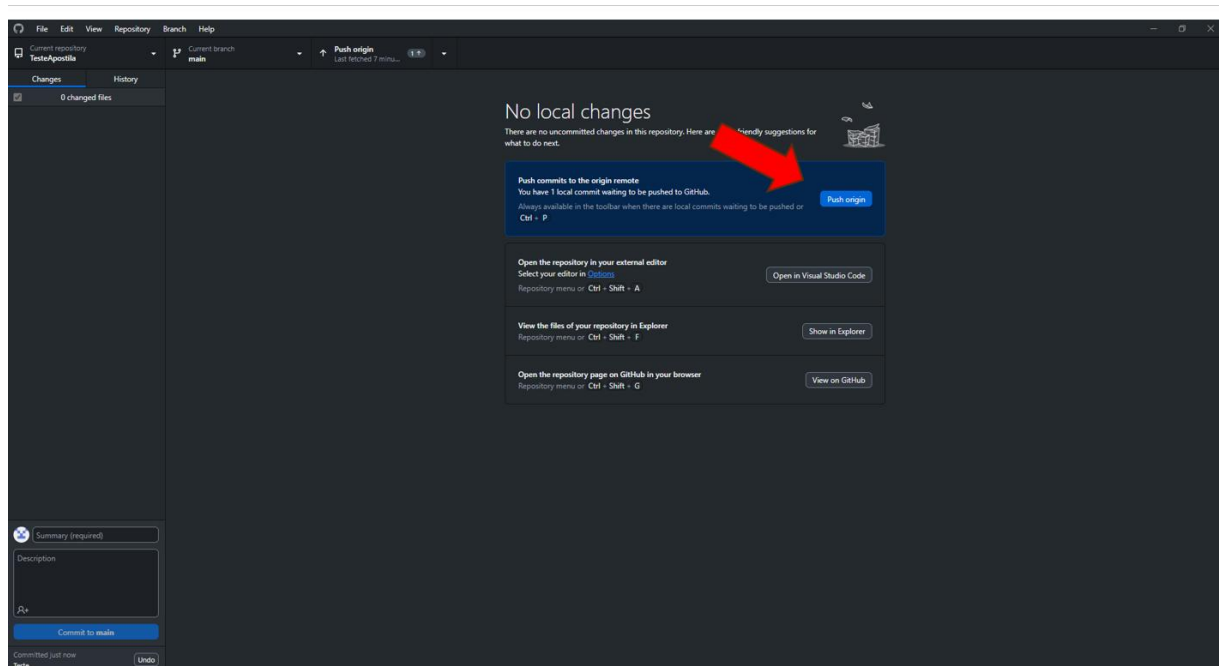 File Edit View Repository Branch Help
Current repository
TesteApostila
Current branch
main
Push origin
Last fetched 7 minu...
1
Changes History
0 changed files
No local changes
There are no uncommitted changes in this repository. Here are friendly suggestions for
what to do next.
Push commits to the origin remote
You have 1 local commit waiting to be pushed to GitHub.
Always available in the toolbar when there are local commits waiting to be pushed or
Ctrl + P
Push origin
Open the repository in your external editor
Select your editor in Options
Repository menu or Ctrl + Shift + A
Open in Visual Studio Code
View the files of your repository in Explorer
Repository menu or Ctrl + Shift + F
Show in Explorer
Open the repository page on GitHub in your browser
Repository menu or Ctrl + Shift + G
View on GitHub
Summary (required)
Description
Commit to main
Committed just now
Teste
Undo